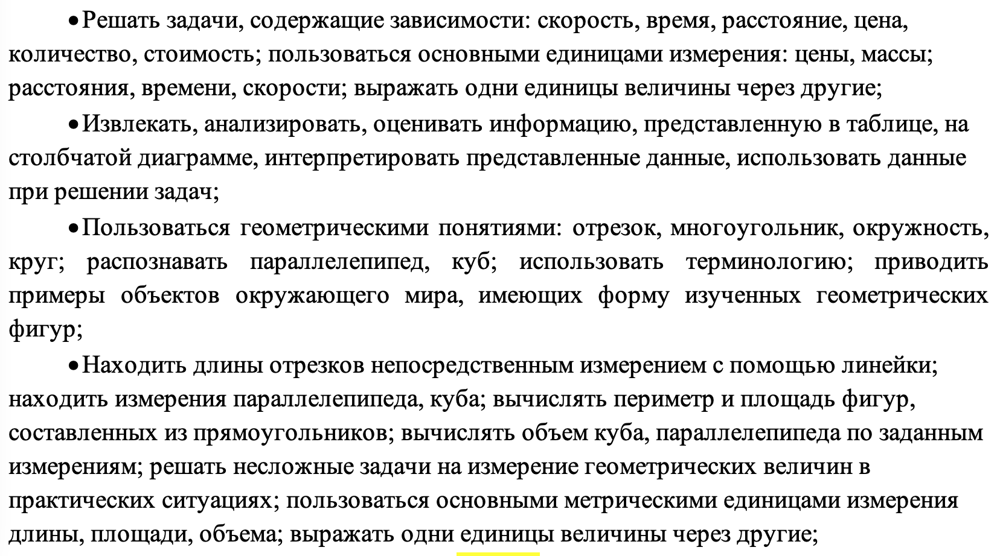 •Решать задачи, содержащие зависимости: скорость, время, расстояние, цена,
количество, стоимость; пользоваться основными единицами измерения: цены, массы;
расстояния, времени, скорости; выражать одни единицы величины через другие;
•Извлекать, анализировать, оценивать информацию, представленную в таблице, на
столбчатой диаграмме, интерпретировать представленные данные, использовать данные
при решении задач;
•Пользоваться геометрическими понятиями: отрезок, многоугольник, окружность,
круг; распознавать параллелепипед, куб; использовать терминологию; приводить
примеры объектов окружающего мира, имеющих форму изученных геометрических
фигур;
•Находить длины отрезков непосредственным измерением с помощью линейки;
находить измерения параллелепипеда, куба; вычислять периметр и площадь фигур,
составленных из прямоугольников; вычислять объем куба, параллелепипеда по заданным
измерениям; решать несложные задачи на измерение геометрических величин в
практических ситуациях; пользоваться основными метрическими единицами измерения
длины, площади, объема; выражать одни единицы величины через другие;